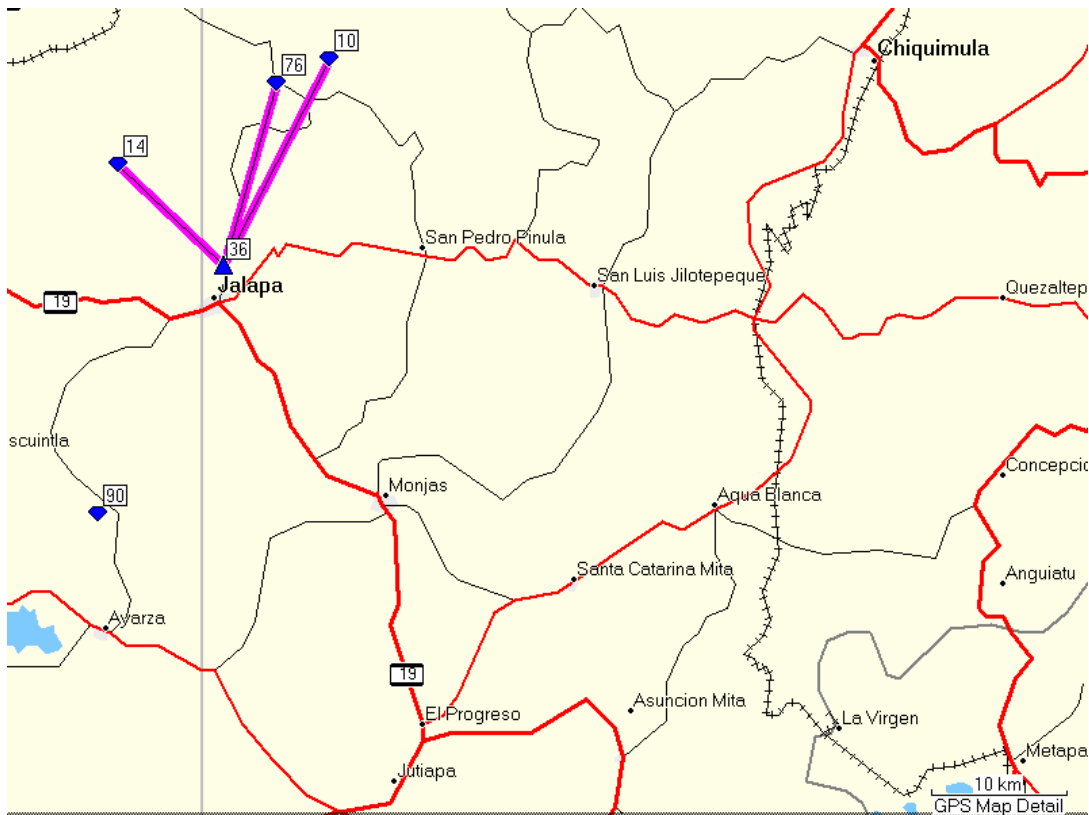 10
76
Chiquimula
14
36
San Pedro Pinula
Jalapa
San Luis Jilotepeque
Quezaltep
19
scuintla
Concepcio
Monjas
90
Agua Blanca
Santa Catarina Mita
Anguiatu
Ayarza
19
Asuncion Mita
El Progreso
La Virgen
Metapa
Jutiapa
10 km
GPS Map Detail